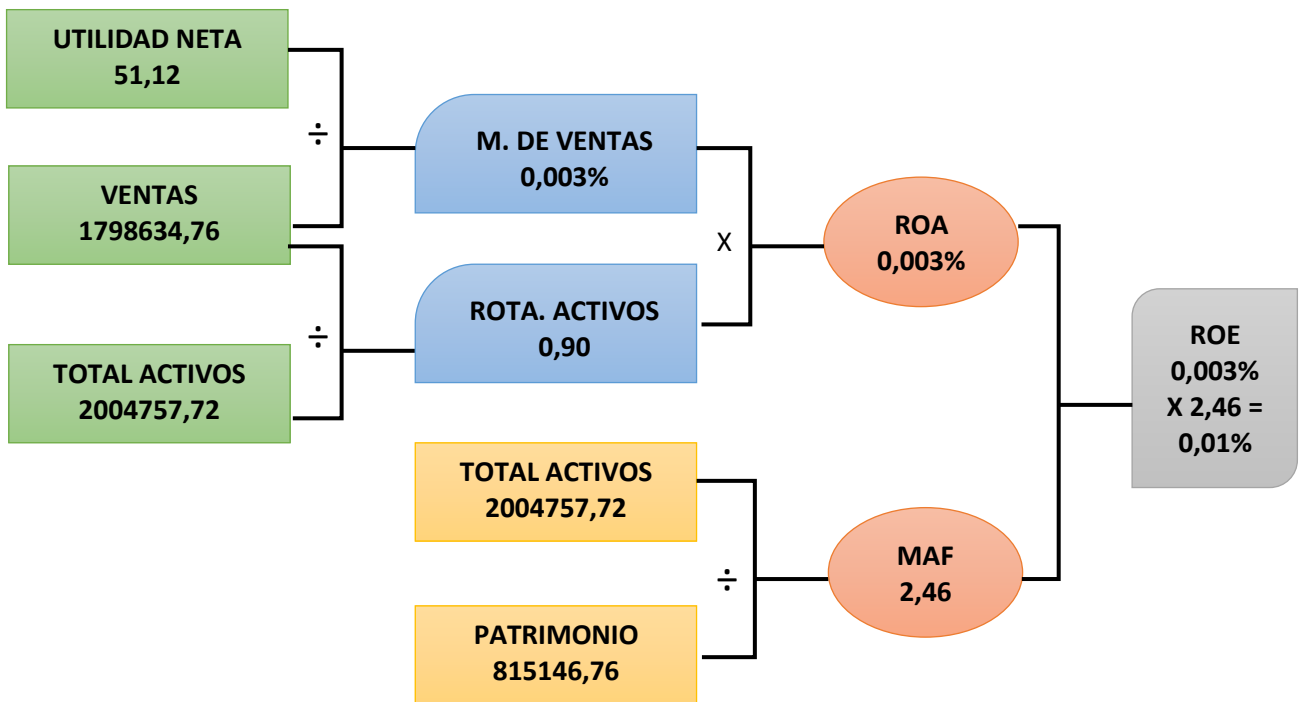 UTILIDAD NETA
51,12
÷
VENTAS
1798634,76
÷
TOTAL ACTIVOS
2004757,72
M. DE VENTAS
0,003%
X
ROTA. ACTIVOS
0,90
TOTAL ACTIVOS
2004757,72
÷
PATRIMONIO
815146,76
ROA
0,003%
MAF
2,46
ROE
0,003%
X 2,46 =
0,01%